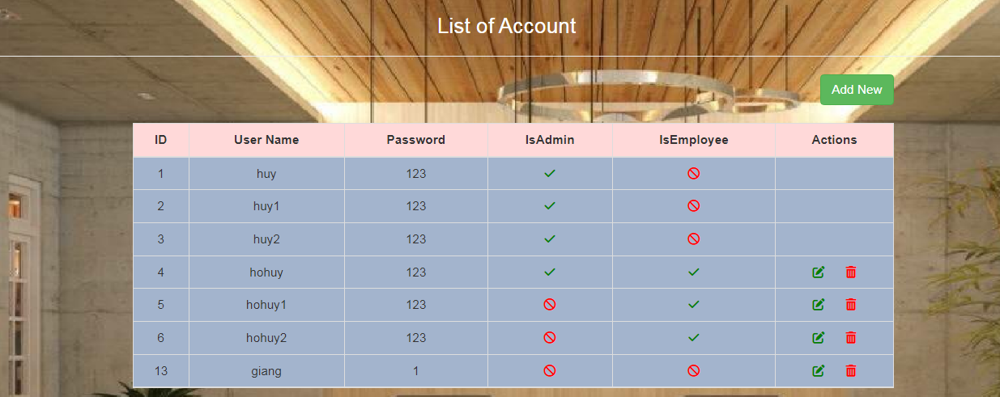 List of Account
Add New
ID User Name Password IsAdmin IsEmployee Actions
1 huy 123
2 huy1 123
3 huy2 123
4 hohuy 123
5 hohuy1 123
6 hohuy2 123
13 giang 1